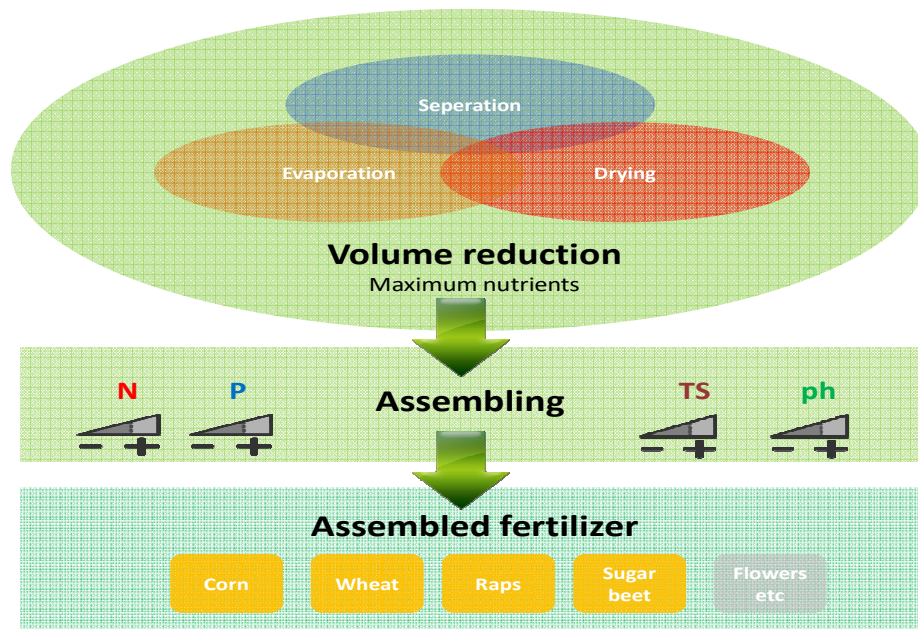 Seperation
Evaporation
Drying
Volume reduction
Maximum nutrients
N
P
Assembling
TS
ph
Assembled fertilizer
Corn
Wheat
Raps
Sugar
beet
Flowers
etc